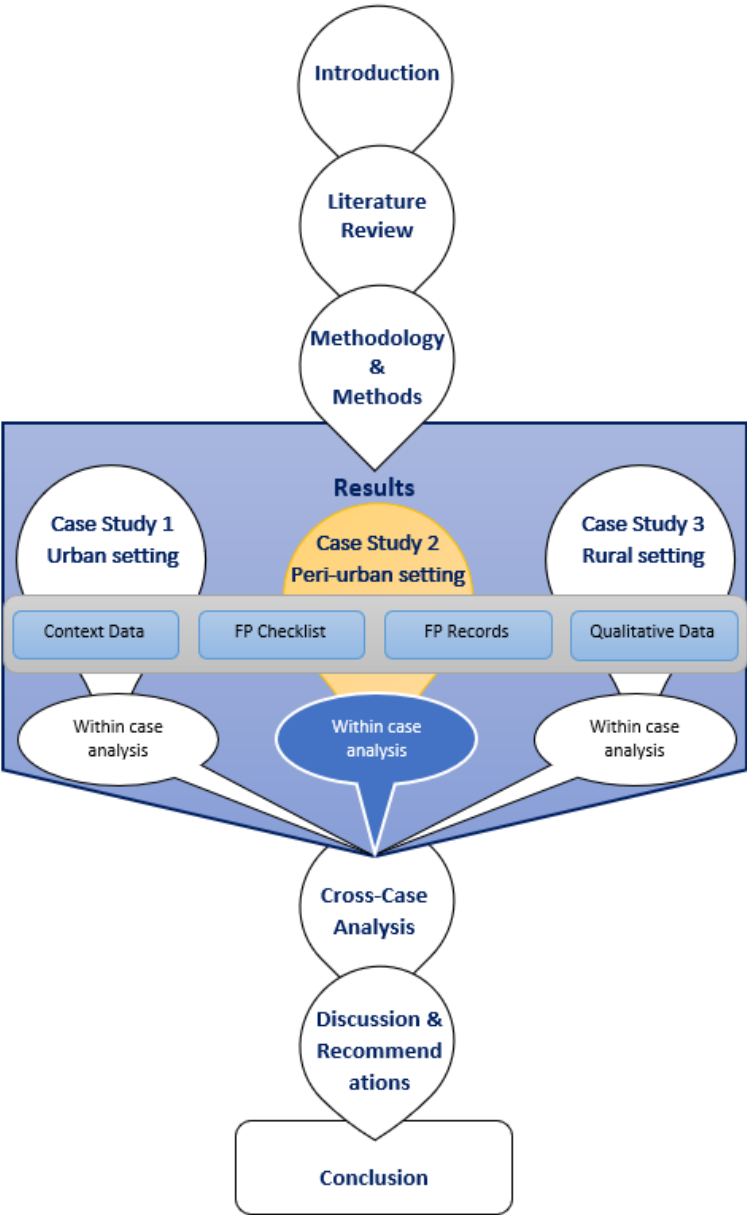 Introduction
Literature
Review
Methodology
&
Methods
Results
Case Study 1
Urban setting
Case Study 2
Peri-urban setting
Case Study 3
Rural setting
Context Data
FP Checklist
FP Records
Qualitative Data
Within case
analysis
Within case
analysis
Within case
analysis
Cross-Case
Analysis
Discussion &
Recommend
ations
Conclusion